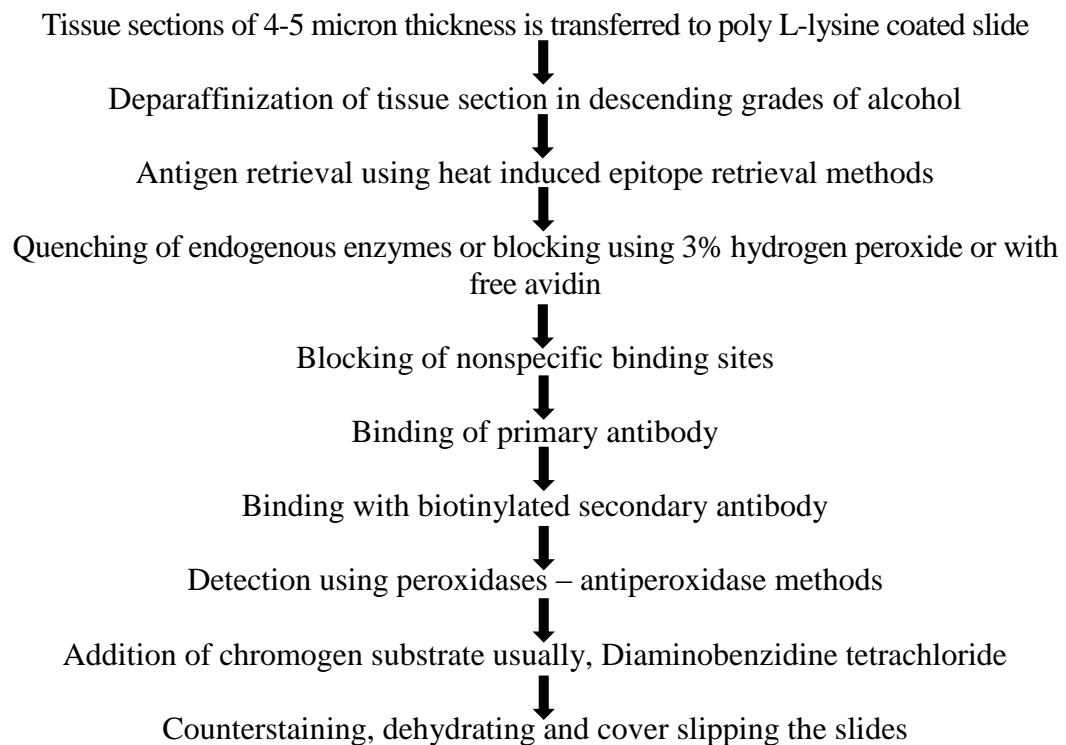 Tissue sections of 4-5 micron thickness is transferred to poly L-lysine coated slide
Deparaffinization of tissue section in descending grades of alcohol
Antigen retrieval using heat induced epitope retrieval methods
Quenching of endogenous enzymes or blocking using 3% hydrogen peroxide or with
free avidin
Blocking of nonspecific binding sites
Binding of primary antibody
Binding with biotinylated secondary antibody
Detection using peroxidases – antiperoxidase methods
Addition of chromogen substrate usually, Diaminobenzidine tetrachloride
Counterstaining, dehydrating and cover slipping the slides